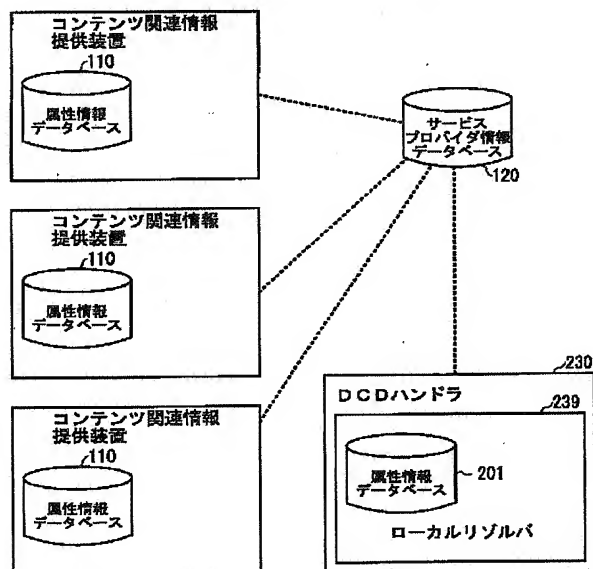 コンテンツ関連情報
提供装置
110
属性情報
データベース
サービス
プロバイダ情報
データベース
120
コンテンツ関連情報
提供装置
110
属性情報
データベース
コンテンツ関連情報
提供装置
110
属性情報
データベース
230
DCDハンドラ
239
属性情報
データベース
201
ローカルリゾルバ